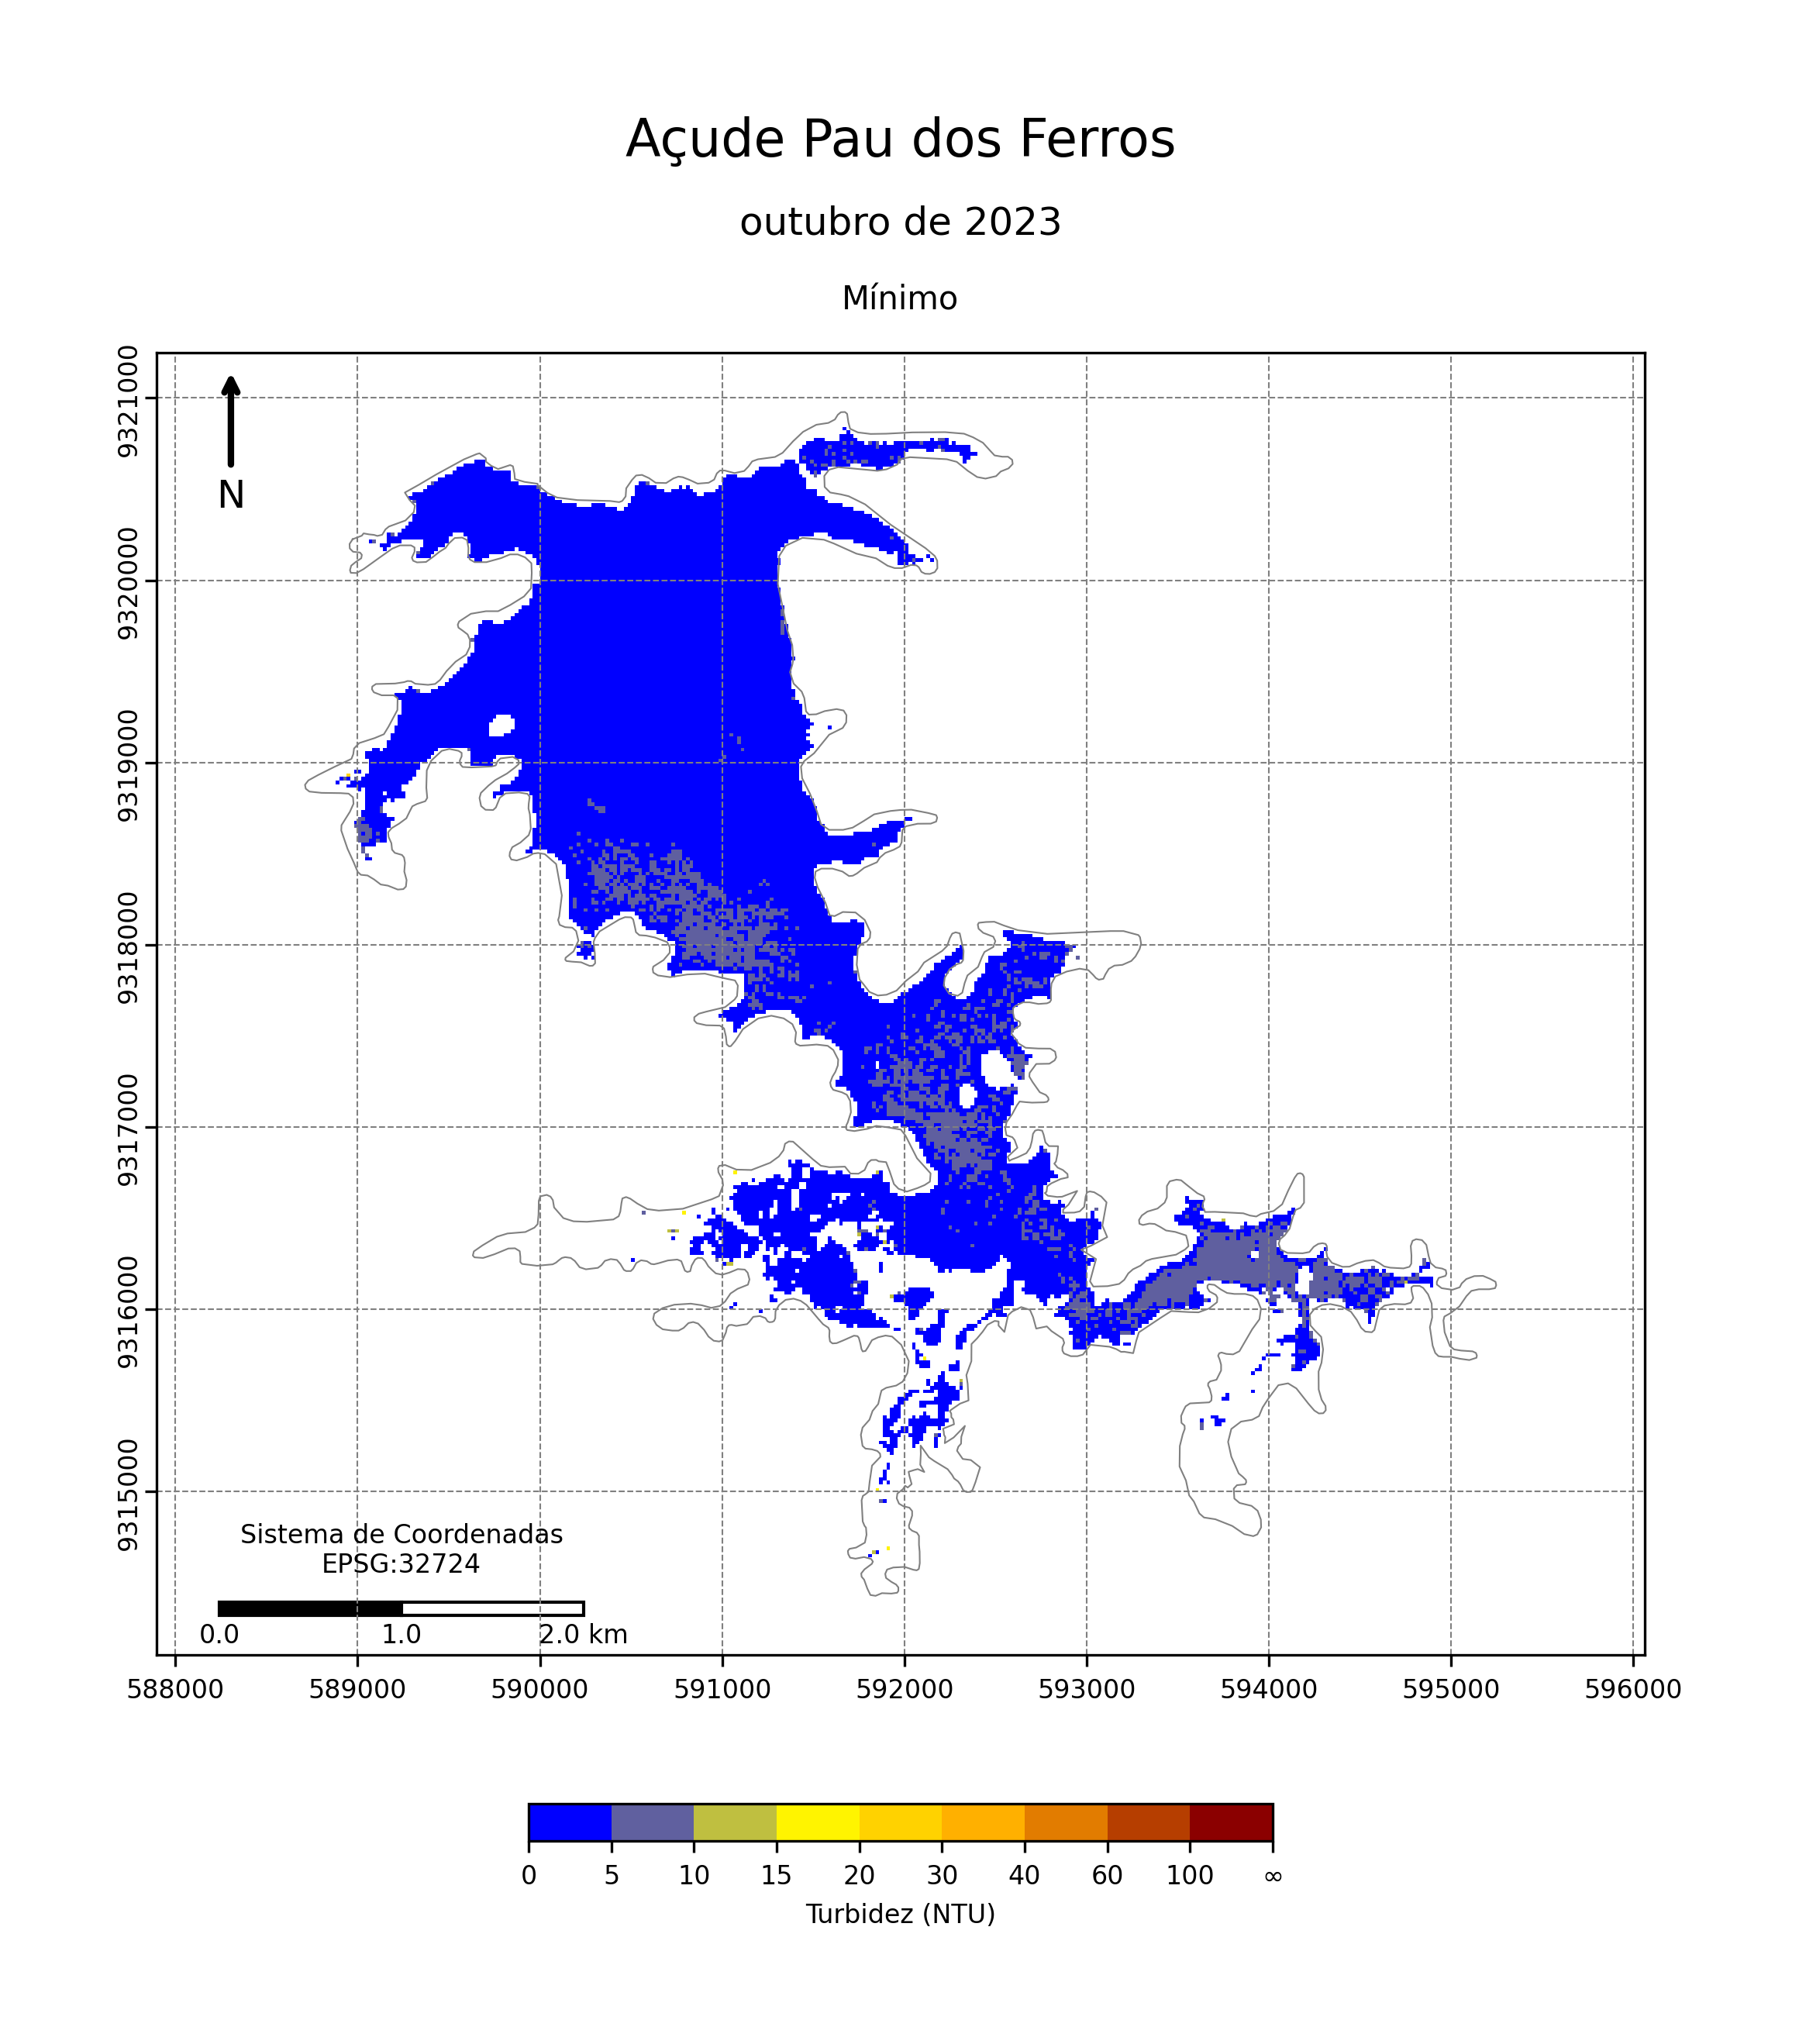 Açude Pau dos Ferros
outubro de 2023
Mínimo
9321000
9320000
9319000
9318000
9317000
9316000
9315000
N
Sistema de Coordenadas
EPSG:32724
0.0 1.0 2.0 km
588000 589000 590000 591000 592000 593000 594000 595000 596000
0 5 10 15 20 30 40 60 100 ∞
Turbidez (NTU)